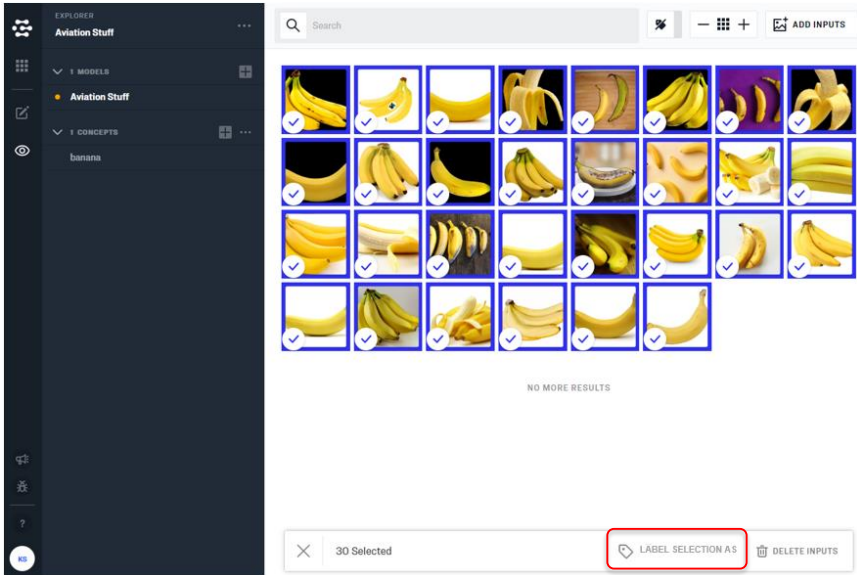 EXPLORER
Aviation Stuff
Search
ADD INPUTS
1 MODELS
Aviation Stuff
1 CONCEPTS
banana
NO MORE RESULTS
?
KS
30 Selected
LABEL SELECTION AS
DELETE INPUTS